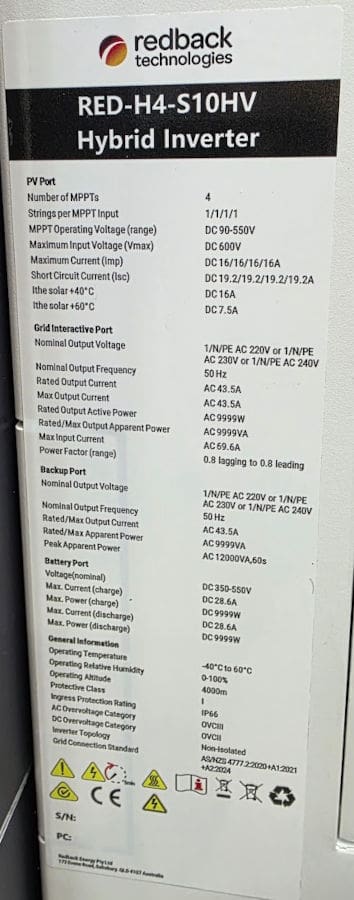 redback
technologies
RED-H4-S10HV
Hybrid Inverter
PV Port
Number of MPPTs 4
Strings per MPPT Input 1/1/1/1
MPPT Operating Voltage (range) DC 90-550V
Maximum Input Voltage (Vmax) DC 600V
Maximum Current (Imp) DC 16/16/16/16A
Short Circuit Current (Isc) DC 19.2/19.2/19.2/19.2A
Ithe solar +40°C DC 16A
Ithe solar +60°C DC 7.5A
Grid Interactive Port
Nominal Output Voltage 1/N/PE AC 220V or 1/N/PE
AC 230V or 1/N/PE AC 240V
Nominal Output Frequency 50 Hz
Rated Output Current AC 43.5A
Max Output Current AC 43.5A
Rated Output Active Power AC 9999W
Rated/Max Output Apparent Power AC 9999VA
Max Input Current AC 69.6A
Power Factor (range) 0.8 lagging to 0.8 leading
Backup Port
Nominal Output Voltage 1/N/PE AC 220V or 1/N/PE
AC 230V or 1/N/PE AC 240V
Nominal Output Frequency 50 Hz
Rated/Max Output Current AC 43.5A
Rated/Max Apparent Power AC 9999VA
Peak Apparent Power AC 12000VA,60s
Battery Port
Voltage(nominal) DC 350-550V
Max. Current (charge) DC 28.6A
Max. Power (charge) DC 9999W
Max. Current (discharge) DC 28.6A
Max. Power (discharge) DC 9999W
General Information
Operating Temperature -40°C to 60°C
Operating Relative Humidity 0-100%
Operating Altitude 4000m
Protective Class I
Ingress Protection Rating IP66
AC Overvoltage Category OVCIII
DC Overvoltage Category OVCII
Inverter Topology Non-isolated
Grid Connection Standard AS/NZS 4777.2:2020+A1:2021
+A2:2024
5min
CE
S/N:
PC:
Redback Energy Pty Ltd
Road, Salisbury, QLD 4107 Australia